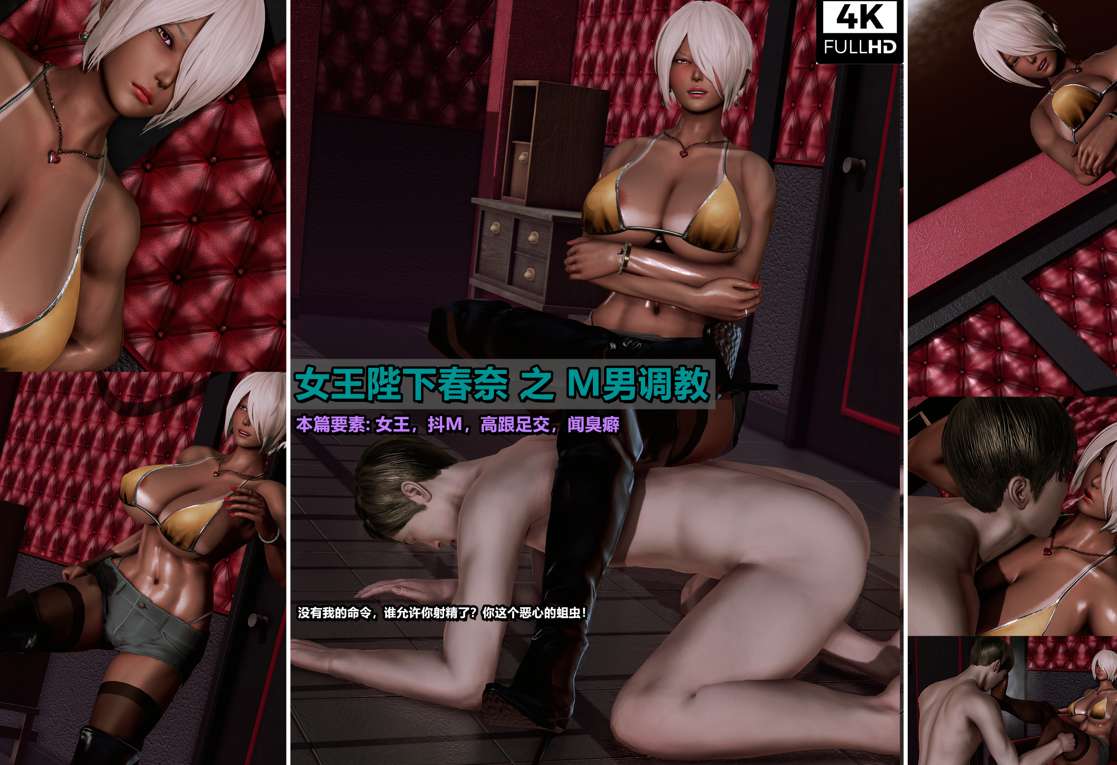 4K
FULLHD
女王陛下春奈 之 M男调教
本篇要素: 女王，抖M，高跟足交，闻臭癖
没有我的命令，谁允许你射精了？你这个恶心的蛆虫！